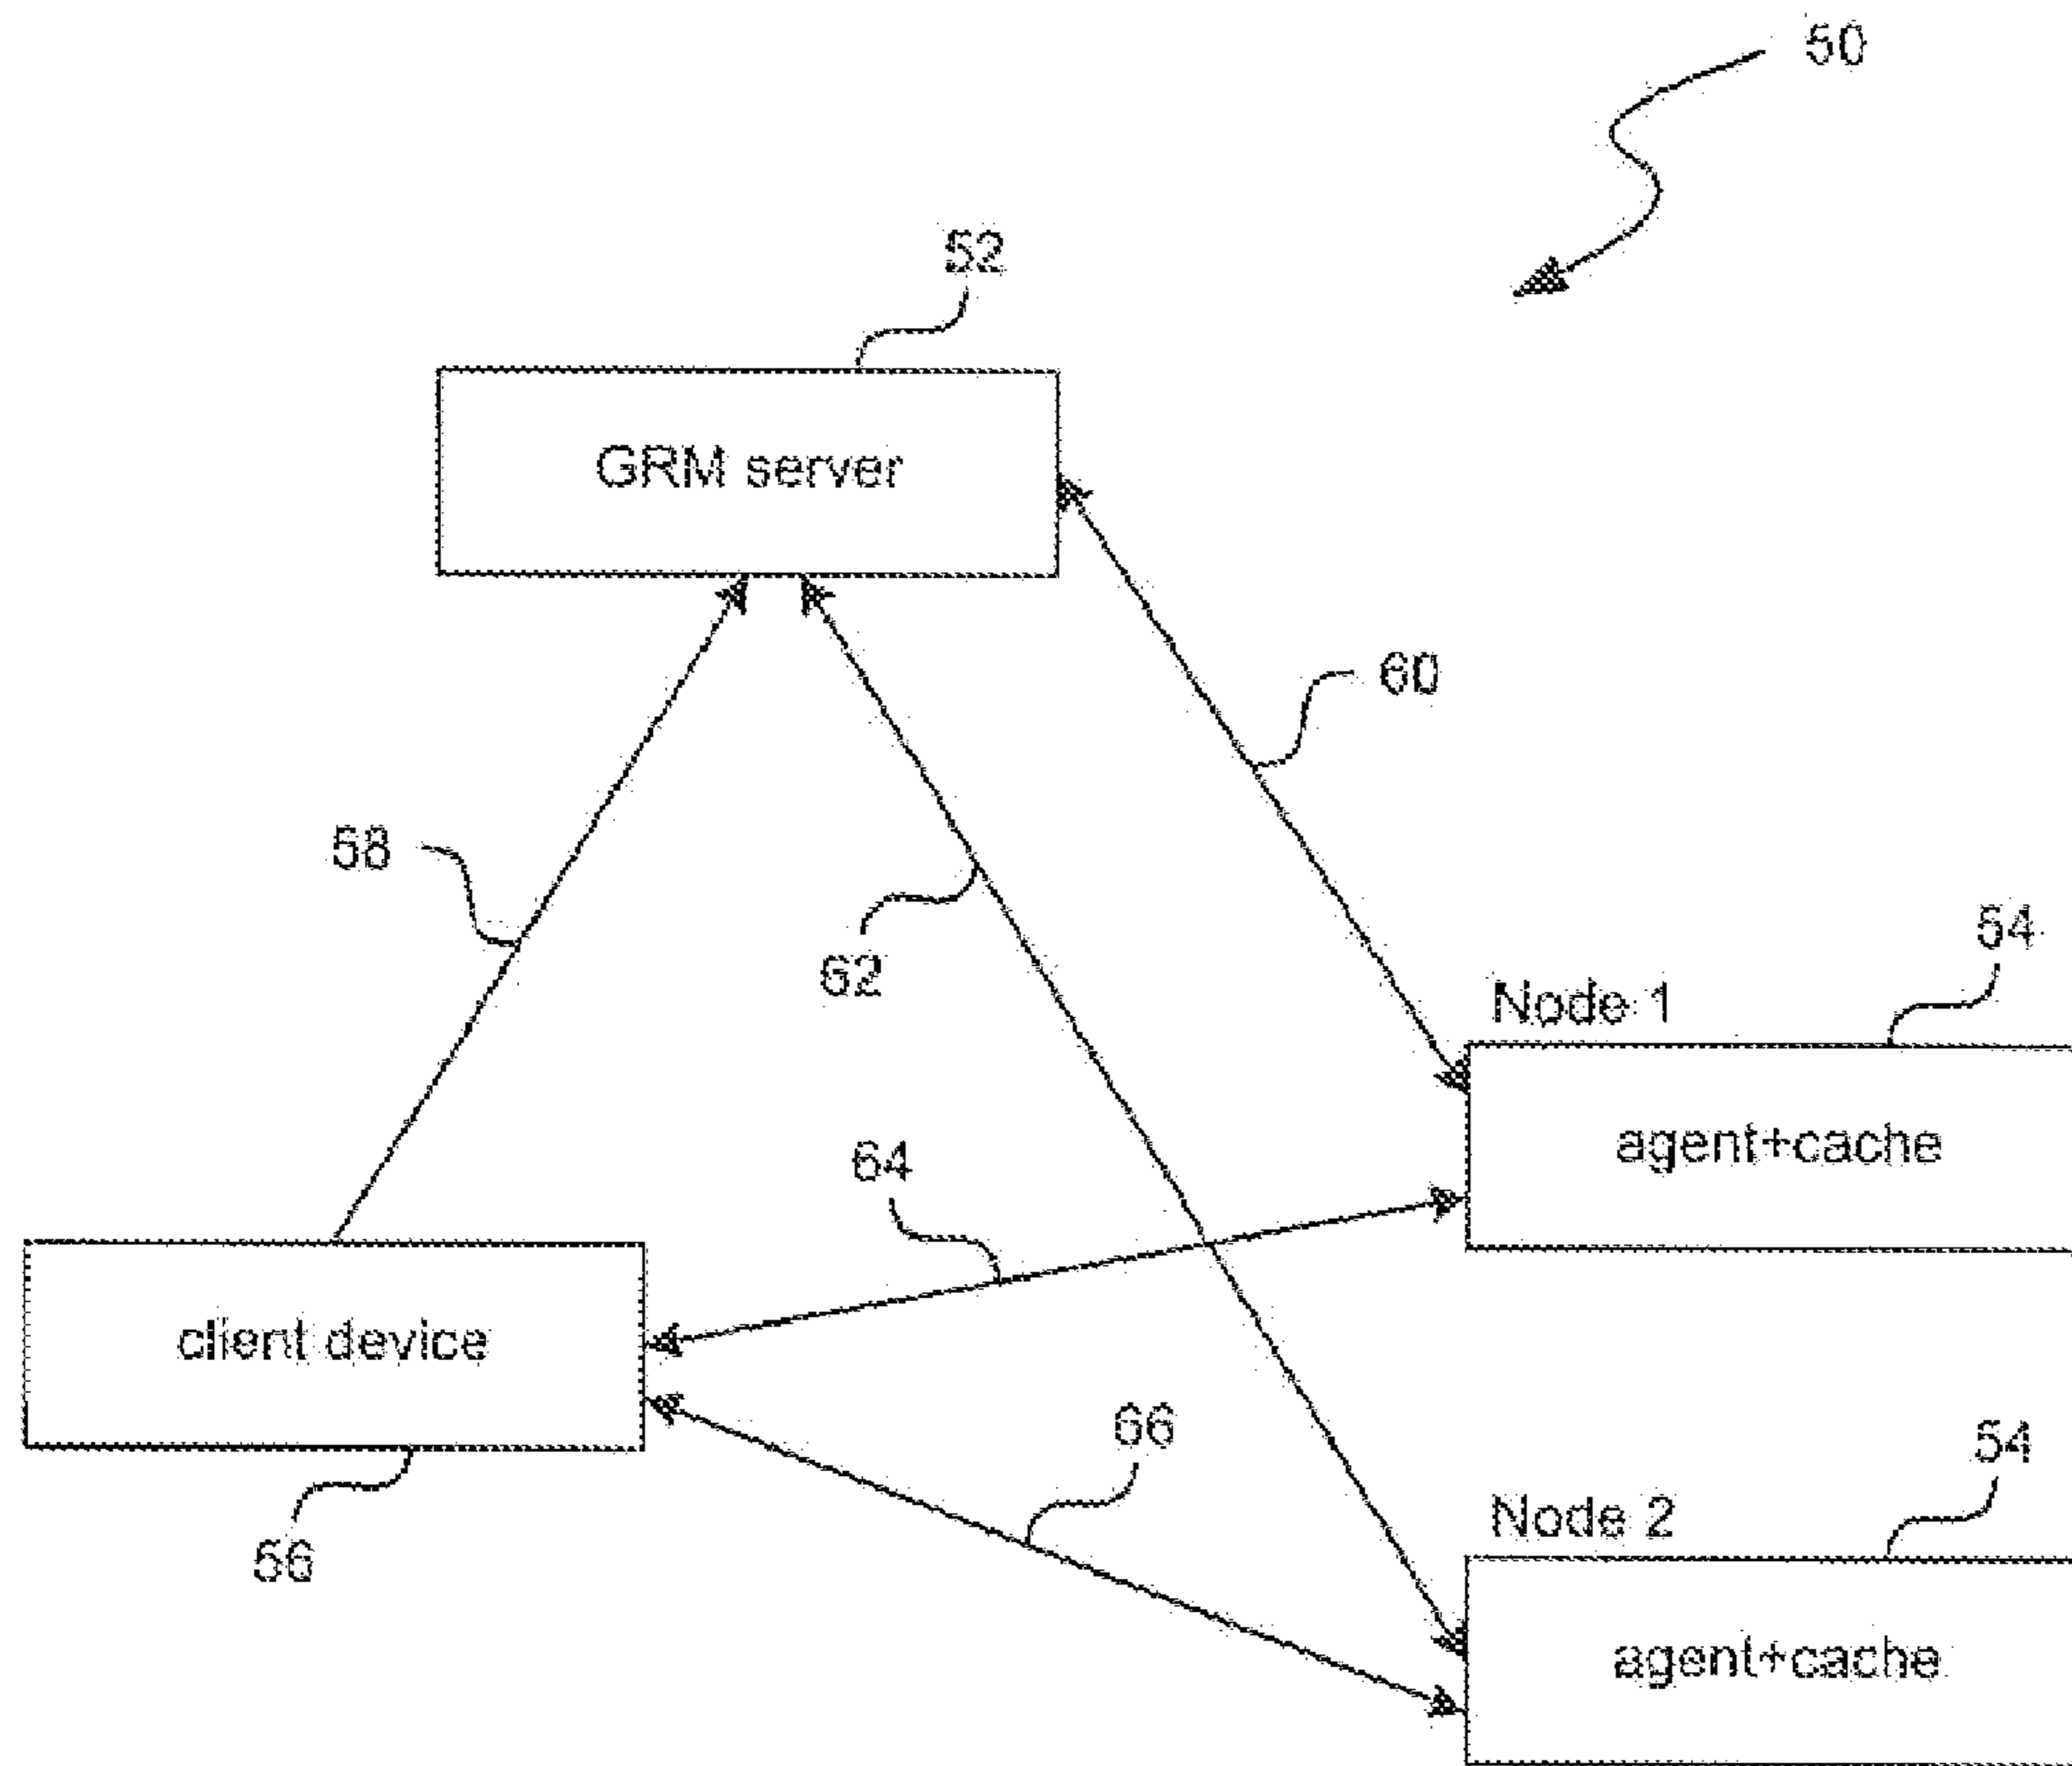 50
52
GRM server
60
58
62
54
Node 1
agent+cache
64
client device
66
54
Node 2
56
agent+cache